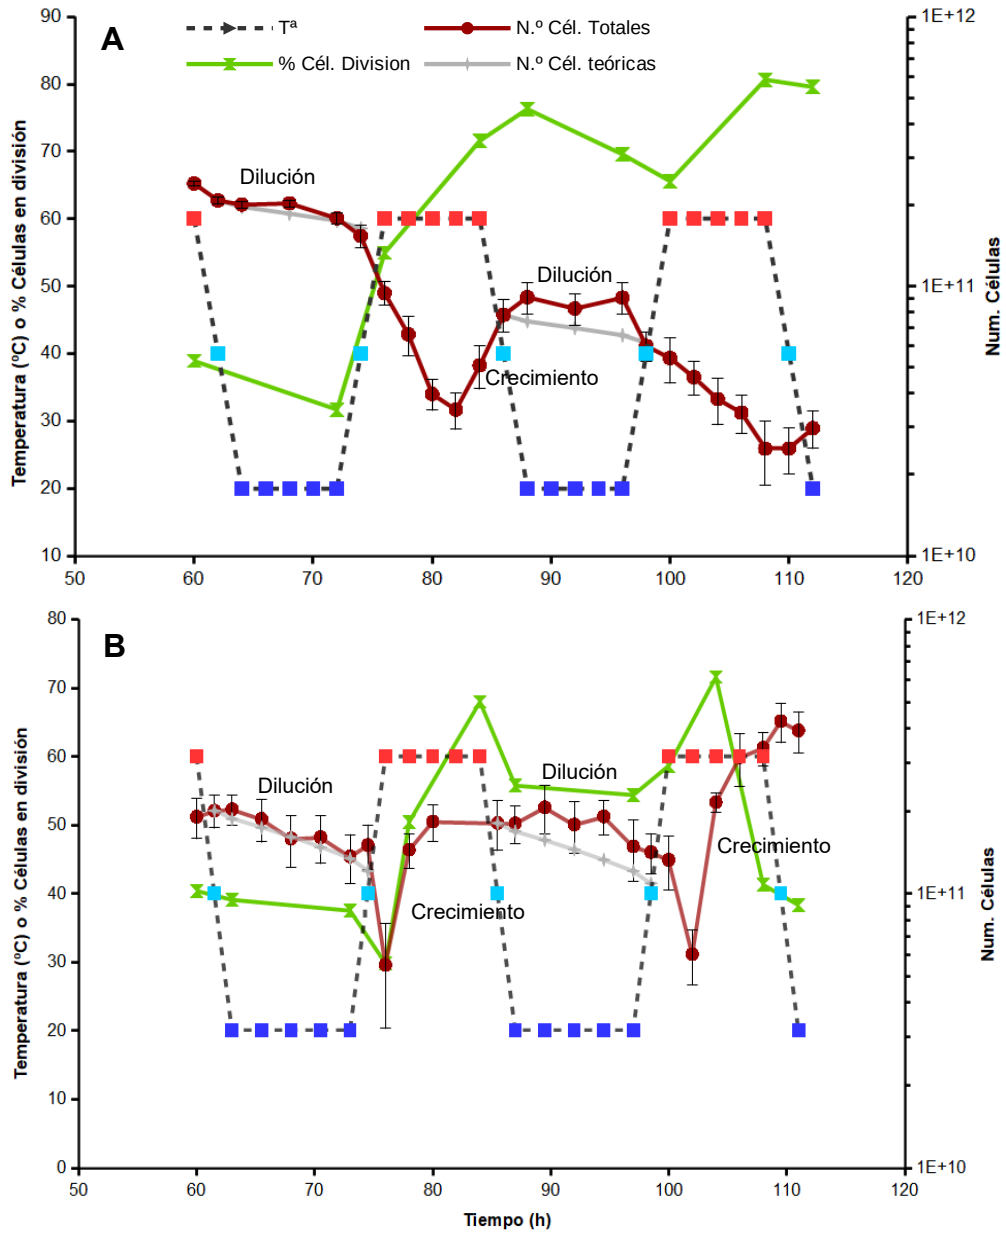 A
Tª
N.º Cél. Totales
% Cél. Division
N.º Cél. teóricas
Temperatura (ºC) o % Células en división
90
80
70
60
50
40
30
20
10
Dilución
Dilución
Crecimiento
1E+12
1E+11
1E+10
Num. Células
50
60
70
80
90
100
110
120
B
Temperatura (ºC) o % Células en división
80
70
60
50
40
30
20
10
0
Dilución
Dilución
Crecimiento
Crecimiento
1E+12
1E+11
1E+10
Num. Células
50
60
70
80
90
100
110
120
Tiempo (h)